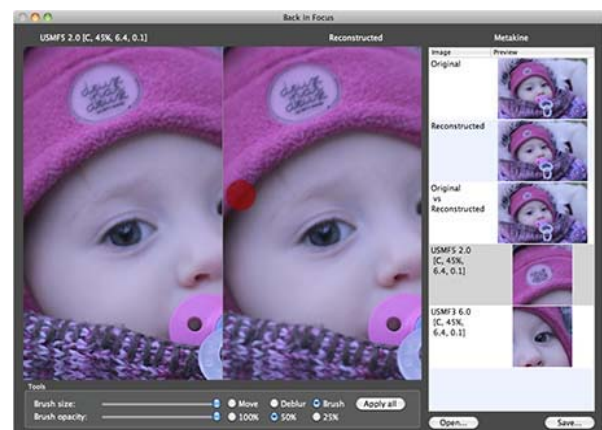 Back In Focus
USMF5 2.0 [C, 45%, 6.4, 0.1]
Reconstructed
Metakine
Image
Preview
Original
Reconstructed
Original
vs
Reconstructed
USMF5 2.0
[C, 45%,
6.4, 0.1]
USMF3 6.0
[C, 45%,
6.4, 0.1]
Tools
Brush size:
Move
Deblur
Brush
Apply all
Brush opacity:
100%
50%
25%
Open...
Save...